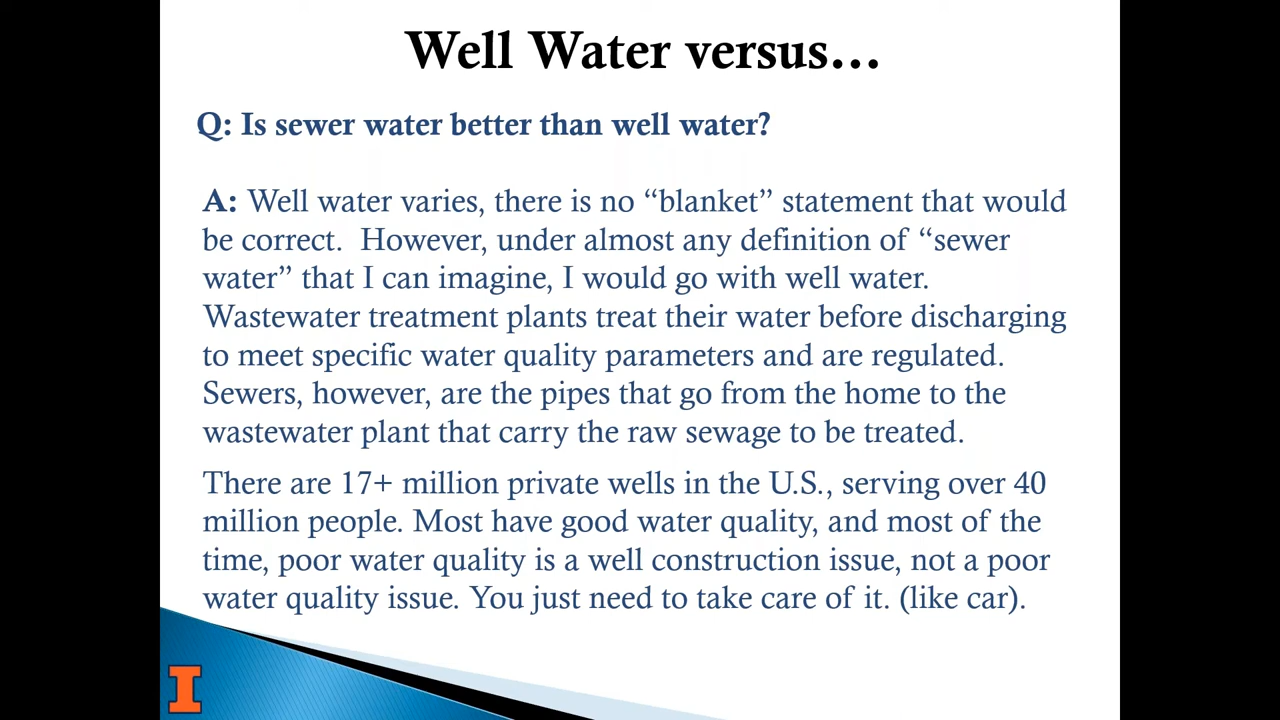 Well Water versus…
Q: Is sewer water better than well water?
A: Well water varies, there is no “blanket” statement that would
be correct.  However, under almost any definition of “sewer
water” that I can imagine, I would go with well water.
Wastewater treatment plants treat their water before discharging
to meet specific water quality parameters and are regulated.
Sewers, however, are the pipes that go from the home to the
wastewater plant that carry the raw sewage to be treated.
There are 17+ million private wells in the U.S., serving over 40
million people. Most have good water quality, and most of the
time, poor water quality is a well construction issue, not a poor
water quality issue. You just need to take care of it. (like car).
I